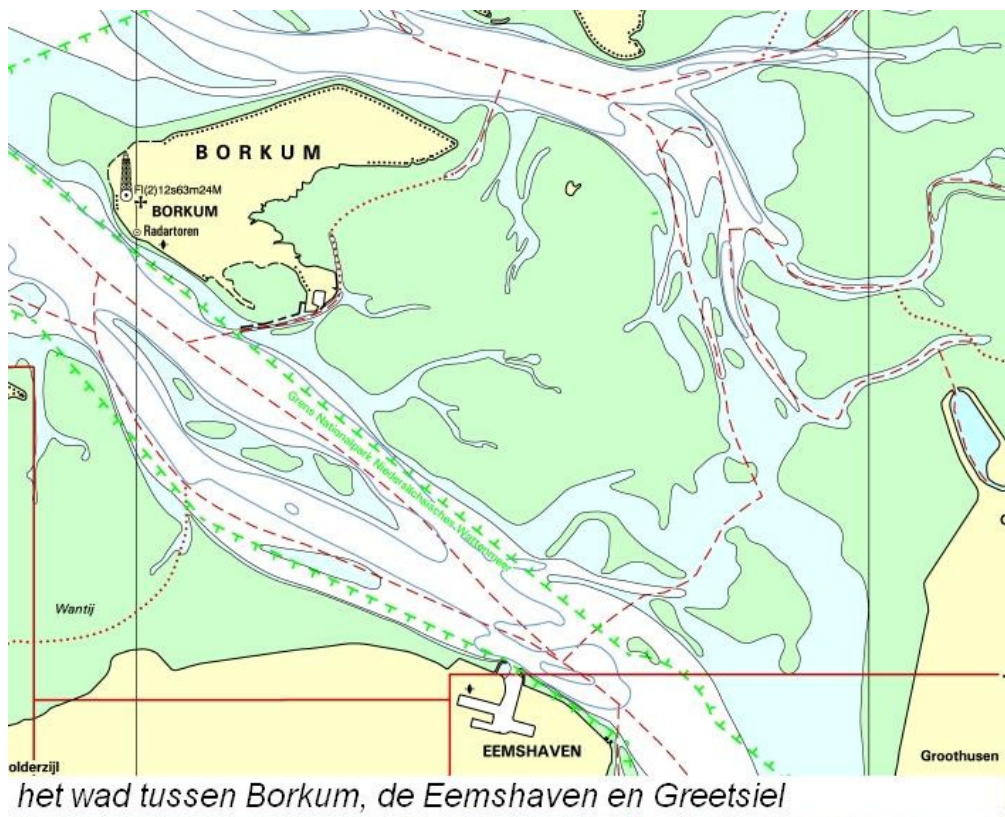 BORKUM
Fl(2)12s63m24M
BORKUM
Radartoren
Grens Nationalpark Niedersächsisches Wattenmeer
Wantij
EEMSHAVEN
olderzijl
Groothusen
het wad tussen Borkum, de Eemshaven en Greetsiel